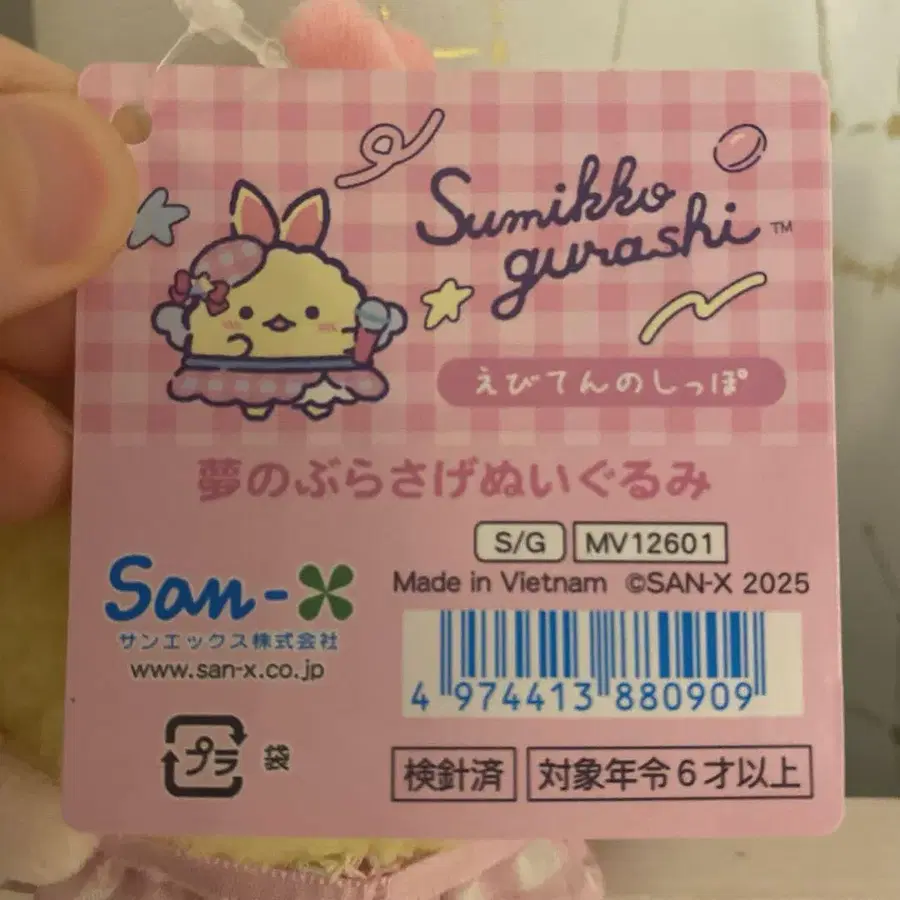 Sumikko
gurashi™
えびてんのしっぽ
夢のぶらさげぬいぐるみ
S/G MV12601
Made in Vietnam ©SAN-X 2025
San-X
サンエックス株式会社
www.san-x.co.jp
4 974413 880909
プラ 袋
検針済 対象年令6才以上